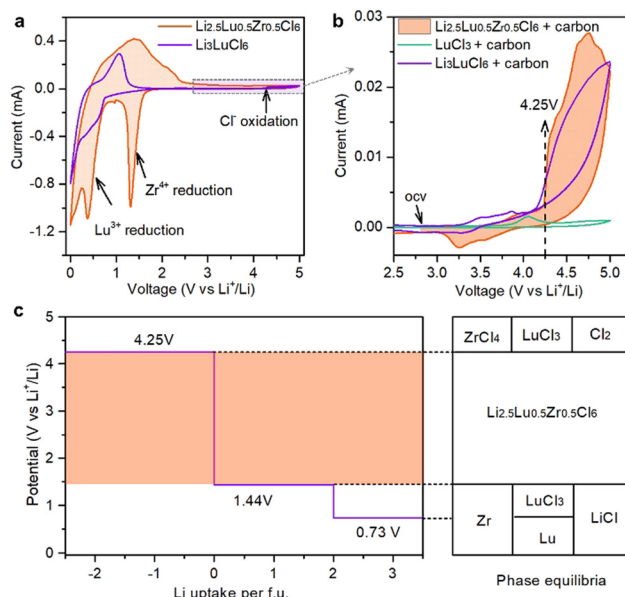 a
Li2.5Lu0.5Zr0.5Cl6
Li3LuCl6
0.4
0.0
-0.4
-0.8
-1.2
Current (mA)
Cl- oxidation
Zr4+ reduction
Lu3+ reduction
0 1 2 3 4 5
Voltage (V vs Li+/Li)
b
Li2.5Lu0.5Zr0.5Cl6 + carbon
LuCl3 + carbon
Li3LuCl6 + carbon
0.03
0.02
0.01
0.00
Current (mA)
4.25V
ocv
2.5 3.0 3.5 4.0 4.5 5.0
Voltage (V vs Li+/Li)
c
5
4
3
2
1
0
Potential (V vs Li+/Li)
4.25V
1.44V
0.73 V
-2 -1 0 1 2 3
Li uptake per f.u.
ZrCl4 LuCl3 Cl2
Li2.5Lu0.5Zr0.5Cl6
Zr LuCl3 LiCl
Lu
Phase equilibria